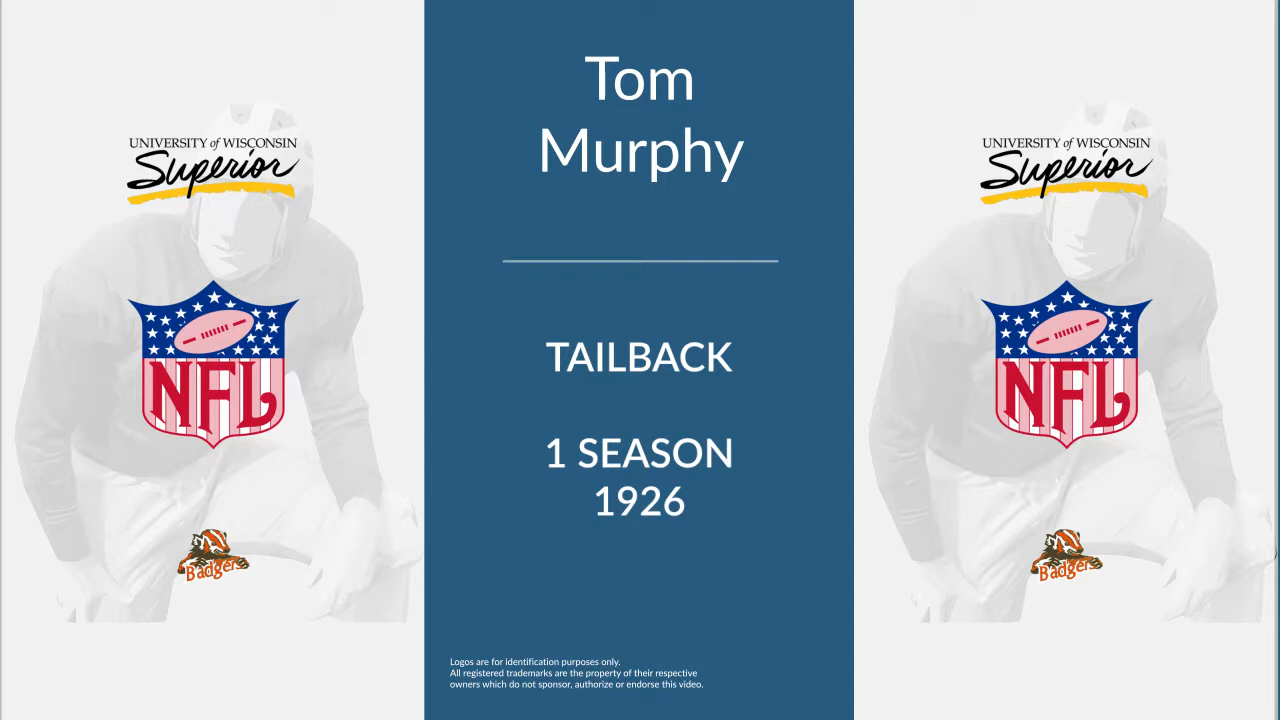 Tom
Murphy
TAILBACK
1 SEASON
1926
Logos are for identification purposes only.
All registered trademarks are the property of their respective
owners which do not sponsor, authorize or endorse this video.
UNIVERSITY of WISCONSIN
Superior
NFL
Badgers
UNIVERSITY of WISCONSIN
Superior
NFL
Badgers